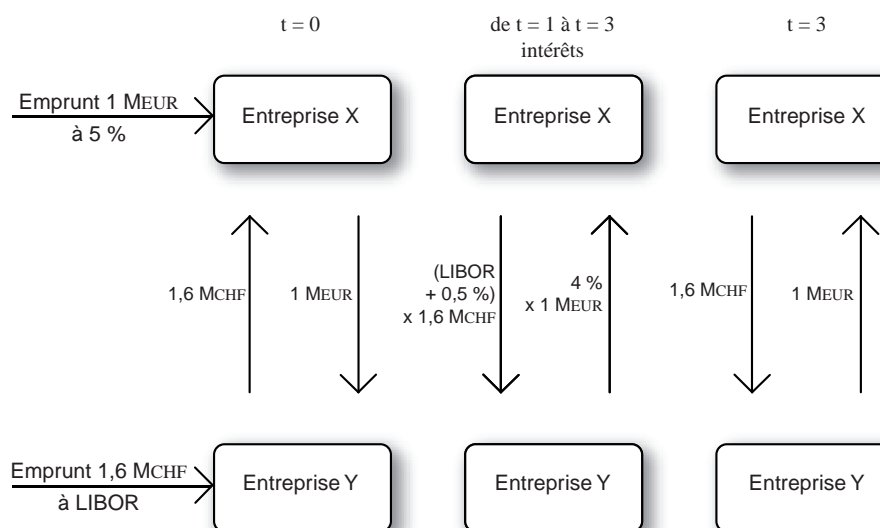 t = 0
de t = 1 à t = 3
intérêts
t = 3
Emprunt 1 MEUR
à 5 %
Entreprise X
Entreprise X
Entreprise X
1,6 MCHF
1 MEUR
(LIBOR
+ 0,5 %)
x 1,6 MCHF
4 %
x 1 MEUR
1,6 MCHF
1 MEUR
Emprunt 1,6 MCHF
à LIBOR
Entreprise Y
Entreprise Y
Entreprise Y